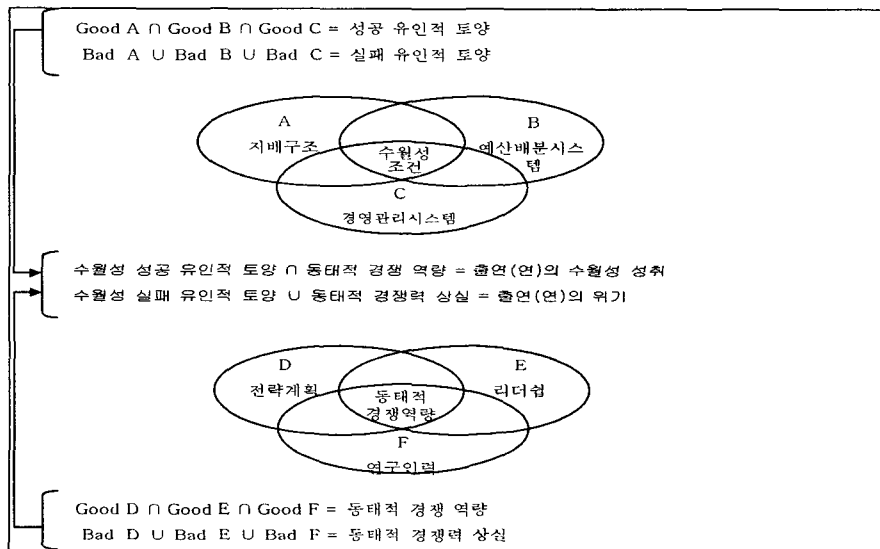 Good A ∩ Good B ∩ Good C = 성공 유인적 토양
Bad A ∪ Bad B ∪ Bad C = 실패 유인적 토양
A
지배구조
B
예산배분시스
템
수월성
조건
C
경영관리시스템
수월성 성공 유인적 토양 ∩ 동태적 경쟁 역량 = 출연(연)의 수월성 성취
수월성 실패 유인적 토양 ∪ 동태적 경쟁력 상실 = 출연(연)의 위기
D
전략계획
E
리더쉽
동태적
경쟁역량
F
연구인력
Good D ∩ Good E ∩ Good F = 동태적 경쟁 역량
Bad D ∪ Bad E ∪ Bad F = 동태적 경쟁력 상실